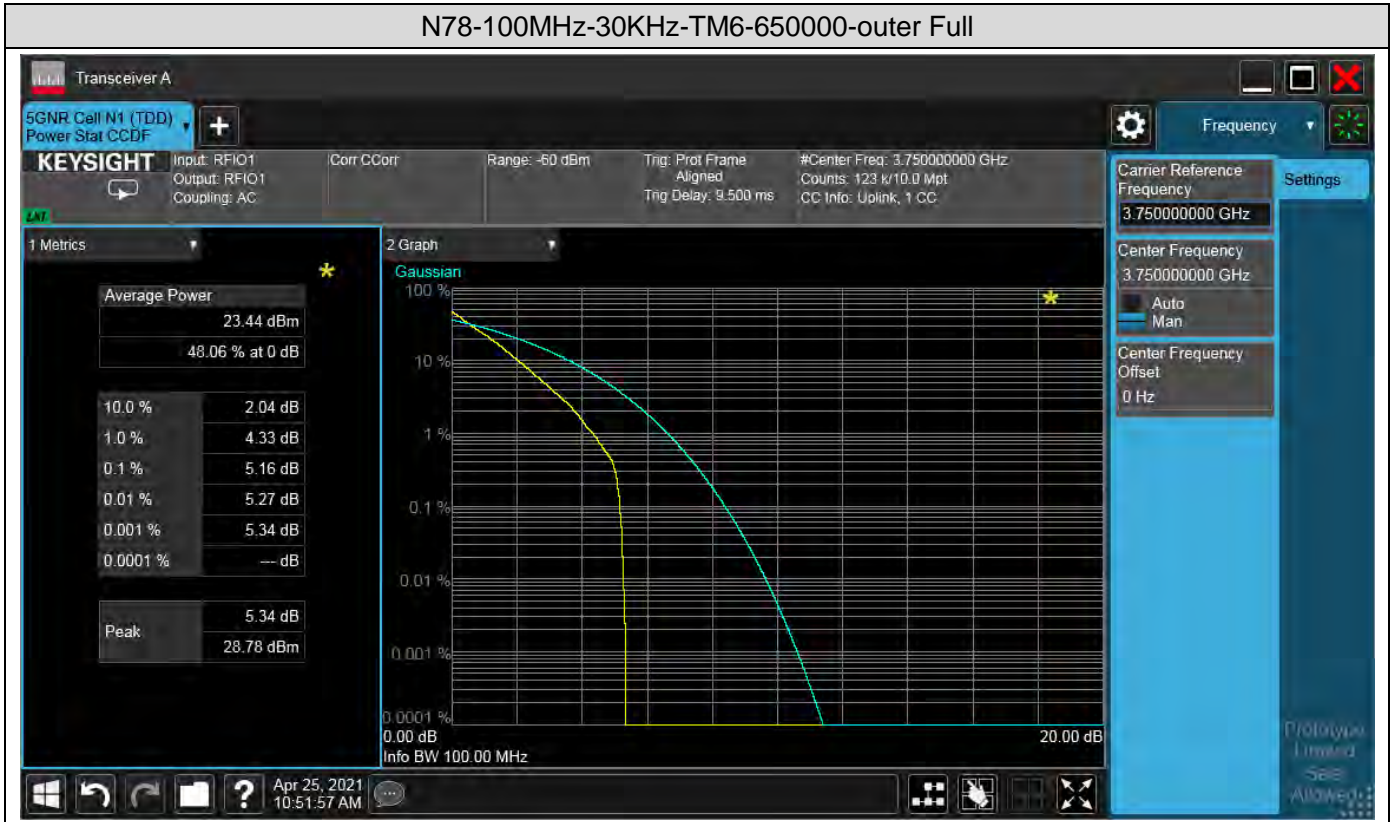 N78-100MHz-30KHz-TM6-650000-outer Full
Transceiver A
5GNR Cell N1 (TDD)
Power Stat CCDF
+
Frequency
KEYSIGHT
Input: RFIO1
Output: RFIO1
Coupling: AC
Corr CCorr
Range: -60 dBm
Trig: Prot Frame
Aligned
Trig Delay: 9.500 ms
#Center Freq: 3.750000000 GHz
Counts: 123 k/10.0 Mpt
CC Info: Uplink, 1 CC
Carrier Reference
Frequency
3.750000000 GHz
Settings
Center Frequency
3.750000000 GHz
Auto
Man
Center Frequency
Offset
0 Hz
1 Metrics
*
Average Power
23.44 dBm
48.06 % at 0 dB
10.0 % 2.04 dB
1.0 % 4.33 dB
0.1 % 5.16 dB
0.01 % 5.27 dB
0.001 % 5.34 dB
0.0001 % --- dB
Peak
5.34 dB
28.78 dBm
2 Graph
Gaussian
*
100 %
10 %
1 %
0.1 %
0.01 %
0.001 %
0.0001 %
0.00 dB 20.00 dB
Info BW 100.00 MHz
?
Apr 25, 2021
10:51:57 AM
Prototype
Limited
Sale
Allowed